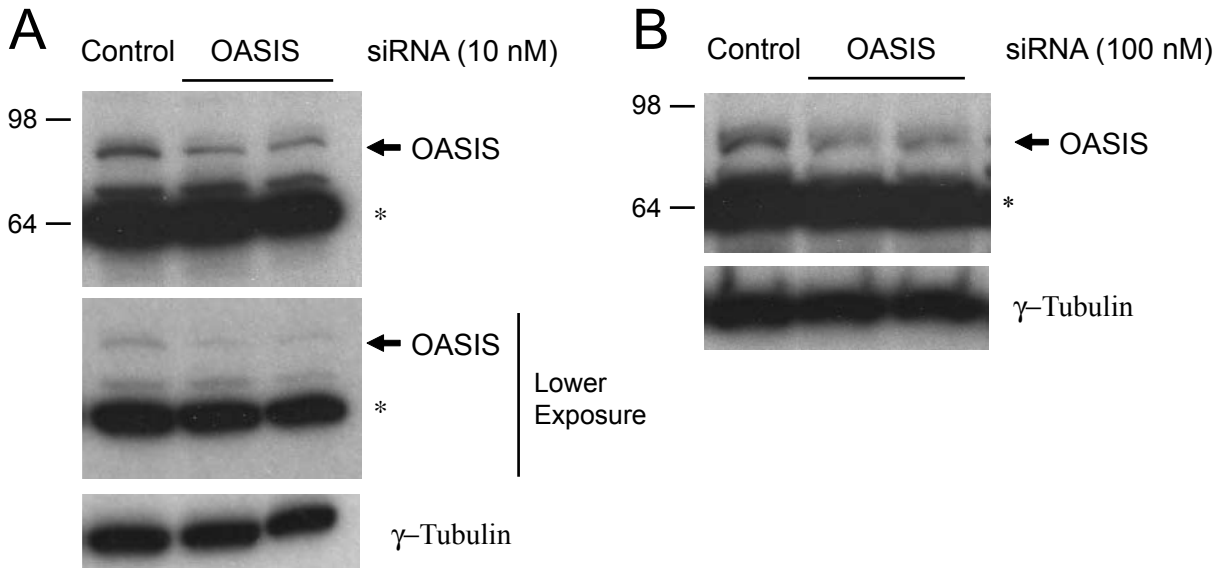 A
Control OASIS siRNA (10 nM)
98 —
OASIS
64 —
*
OASIS
*
Lower
Exposure
γ–Tubulin
B
Control OASIS siRNA (100 nM)
98 —
OASIS
64 —
*
γ–Tubulin